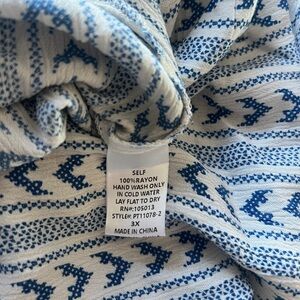 SELF
100%RAYON
HAND WASH ONLY
IN COLD WATER
LAY FLAT TO DRY
RN#:105013
STYLE#: PT11078-2
3X
MADE IN CHINA